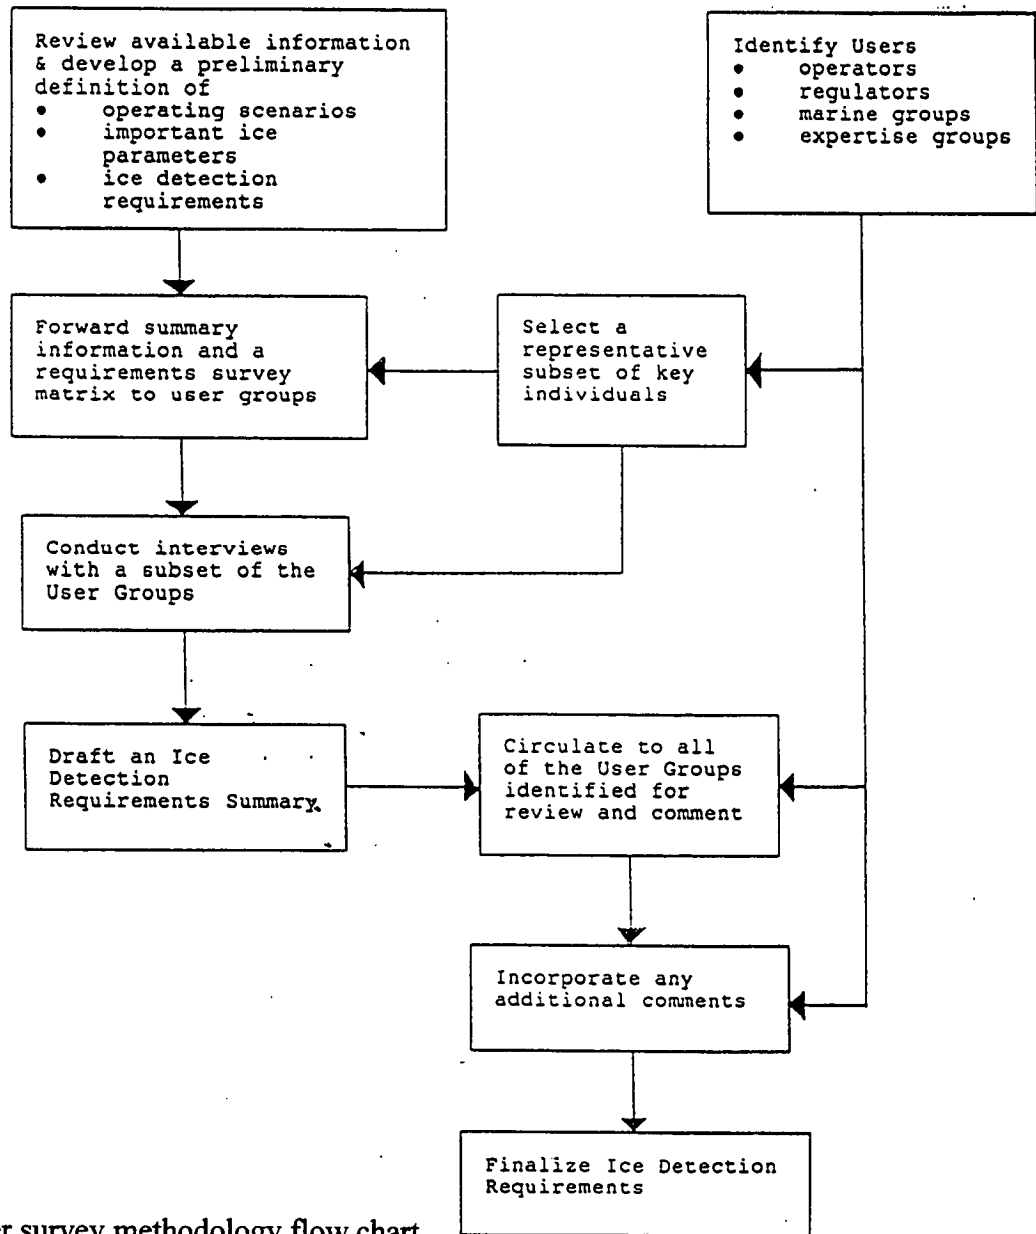 Review available information
& develop a preliminary
definition of
• operating scenarios
• important ice
parameters
• ice detection
requirements
Identify Users
• operators
• regulators
• marine groups
• expertise groups
Forward summary
information and a
requirements survey
matrix to user groups
Select a
representative
subset of key
individuals
Conduct interviews
with a subset of the
User Groups
Draft an Ice
Detection
Requirements Summary
Circulate to all
of the User Groups
identified for
review and comment
Incorporate any
additional comments
Finalize Ice Detection
Requirements
survey methodology flow chart